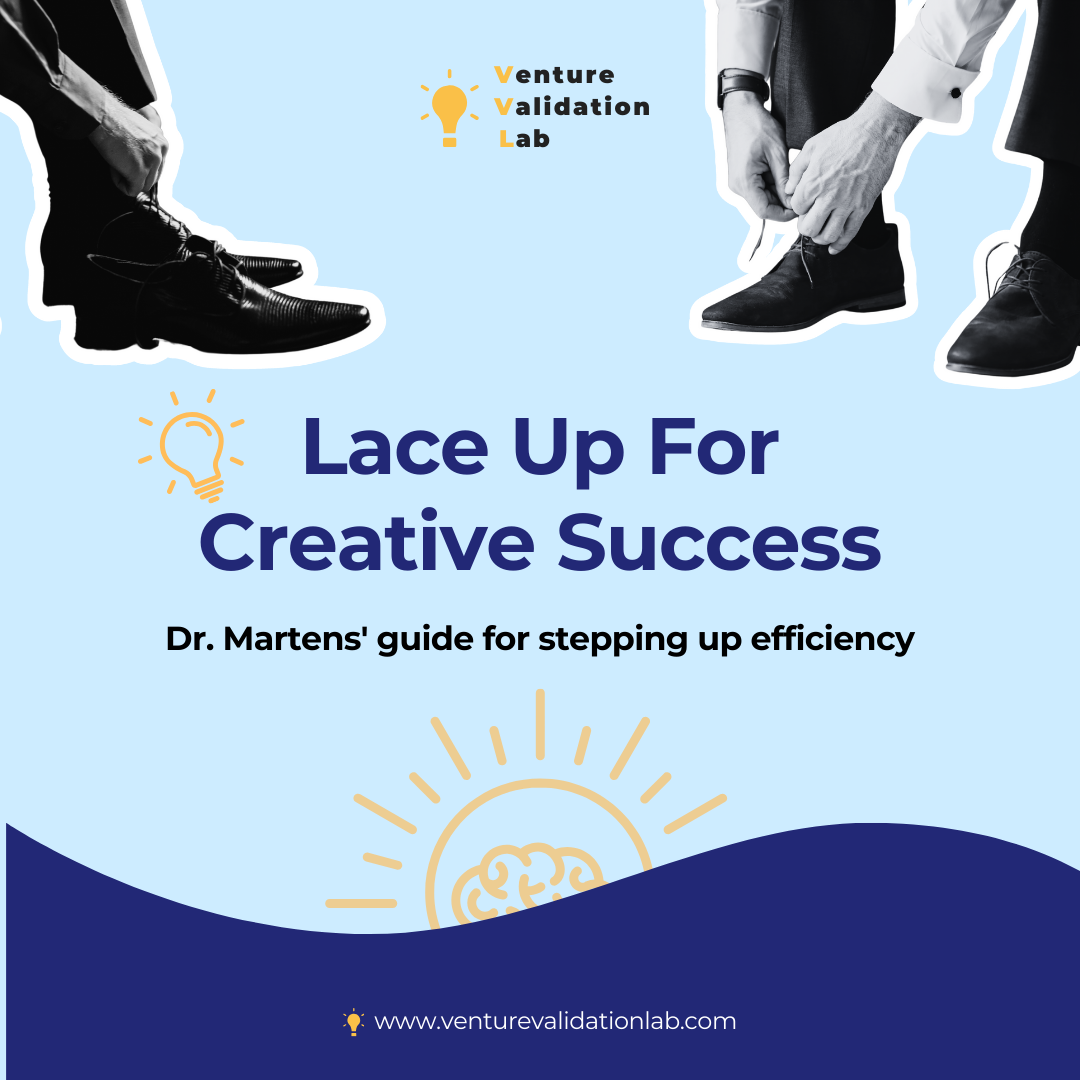 Venture
Validation
Lab
Lace Up For
Creative Success
Dr. Martens' guide for stepping up efficiency
www.venturevalidationlab.com